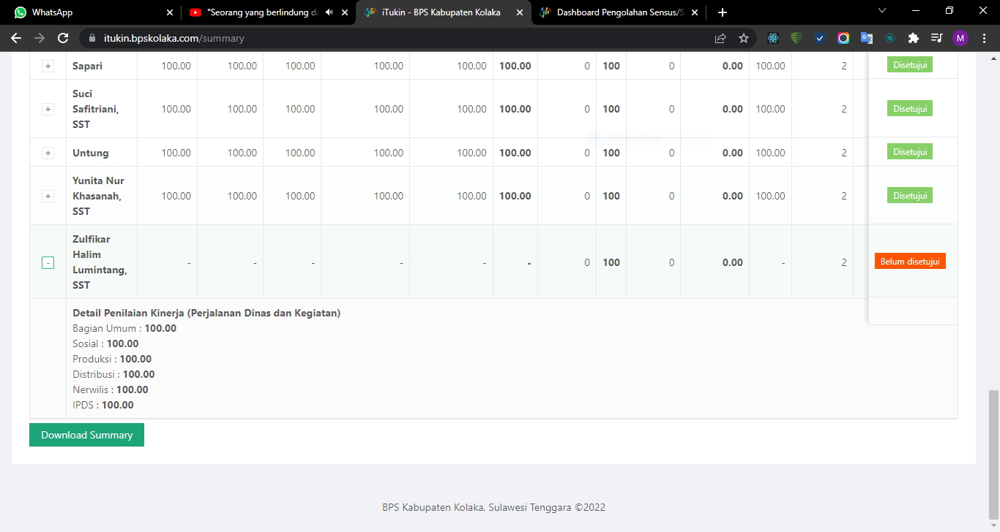 WhatsApp
"Seorang yang berlindung da
iTukin - BPS Kabupaten Kolaka
Dashboard Pengolahan Sensus/S
itukin.bpskolaka.com/summary
M
+ Sapari 100.00 100.00 100.00 100.00 100.00 100.00 0 100 0 0.00 100.00 2 Disetujui
Suci
+ Safitriani, 100.00 100.00 100.00 100.00 100.00 100.00 0 100 0 0.00 100.00 2 Disetujui
SST
+ Untung 100.00 100.00 100.00 100.00 100.00 100.00 0 100 0 0.00 100.00 2 Disetujui
Yunita Nur
+ Khasanah, 100.00 100.00 100.00 100.00 100.00 100.00 0 100 0 0.00 100.00 2 Disetujui
SST
Zulfikar
Halim
- Lumintang, - - - - - - 0 100 0 0.00 - 2 Belum disetujui
SST
Detail Penilaian Kinerja (Perjalanan Dinas dan Kegiatan)
Bagian Umum : 100.00
Sosial : 100.00
Produksi : 100.00
Distribusi : 100.00
Nerwilis : 100.00
IPDS : 100.00
Download Summary
BPS Kabupaten Kolaka, Sulawesi Tenggara ©2022